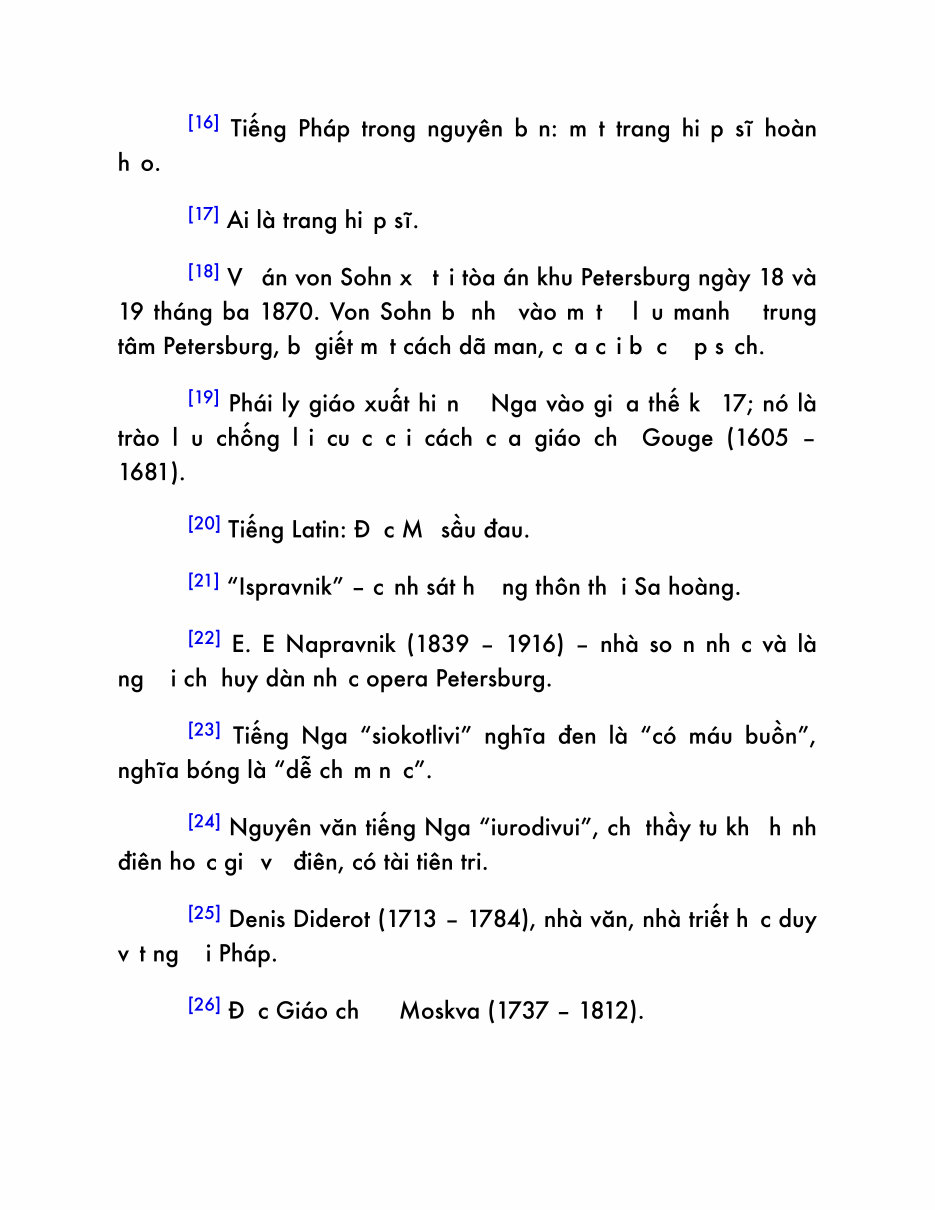 [16] Tiếng Pháp trong nguyên b n: m t trang hi p sĩ hoàn
h o.
[17] Ai là trang hi p sĩ.
[18] V án von Sohn x t i tòa án khu Petersburg ngày 18 và
19 tháng ba 1870. Von Sohn b nh vào m t l u manh trung
tâm Petersburg, b giết m t cách dã man, c a c i b c p s ch.
[19] Phái ly giáo xuất hi n Nga vào gi a thế k 17; nó là
trào l u chống l i cu c c i cách c a giáo ch Gouge (1605 –
1681).
[20] Tiếng Latin: Đ c M sầu đau.
[21] “Ispravnik” – c nh sát h ng thôn th i Sa hoàng.
[22] E. E Napravnik (1839 – 1916) – nhà so n nh c và là
ng i ch huy dàn nh c opera Petersburg.
[23] Tiếng Nga “siokotlivi” nghĩa đen là “có máu buồn”,
nghĩa bóng là “dễ ch m n c”.
[24] Nguyên văn tiếng Nga “iurodivui”, ch thầy tu kh h nh
điên ho c gi v điên, có tài tiên tri.
[25] Denis Diderot (1713 – 1784), nhà văn, nhà triết h c duy
v t ng i Pháp.
[26] Đ c Giáo ch Moskva (1737 – 1812).